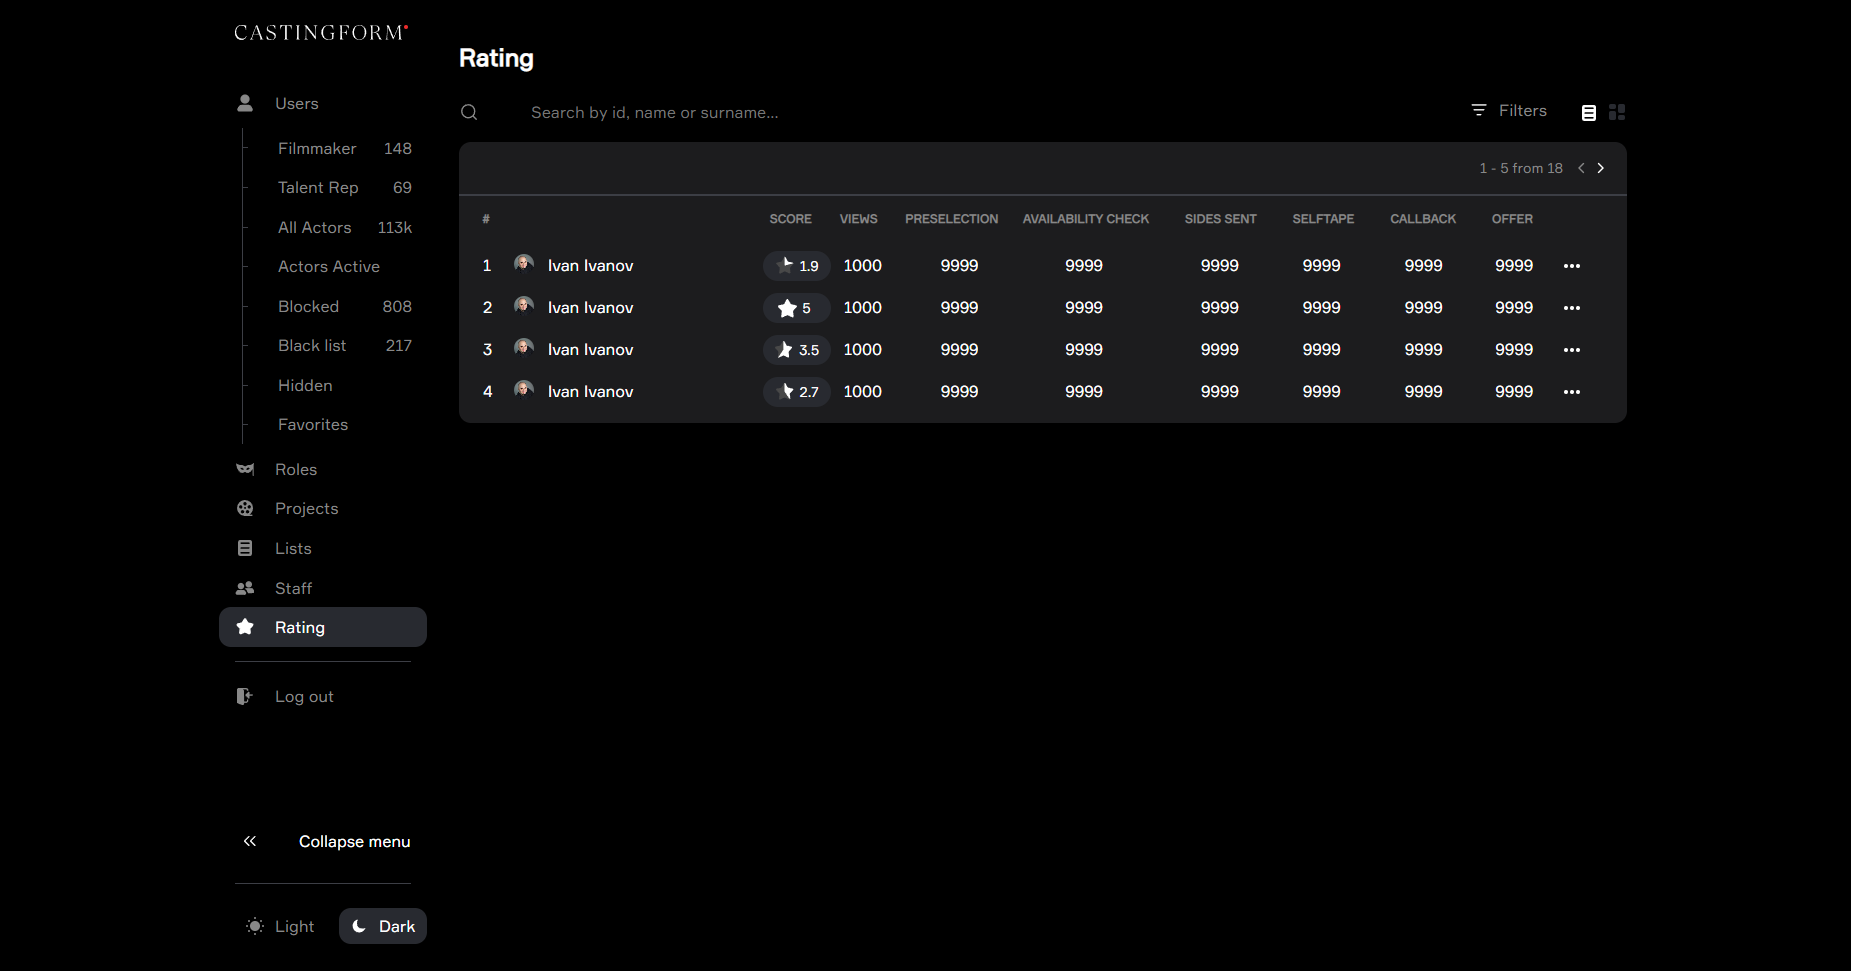 CASTINGFORM
Rating
Users
Search by id, name or surname...
Filters
Filmmaker 148
Talent Rep 69
All Actors 113k
Actors Active
Blocked 808
Black list 217
Hidden
Favorites
Roles
Projects
Lists
Staff
Rating
Log out
Collapse menu
Light Dark
1 - 5 from 18
# SCORE VIEWS PRESELECTION AVAILABILITY CHECK SIDES SENT SELFTAPE CALLBACK OFFER
1 Ivan Ivanov 1.9 1000 9999 9999 9999 9999 9999 9999
2 Ivan Ivanov 5 1000 9999 9999 9999 9999 9999 9999
3 Ivan Ivanov 3.5 1000 9999 9999 9999 9999 9999 9999
4 Ivan Ivanov 2.7 1000 9999 9999 9999 9999 9999 9999